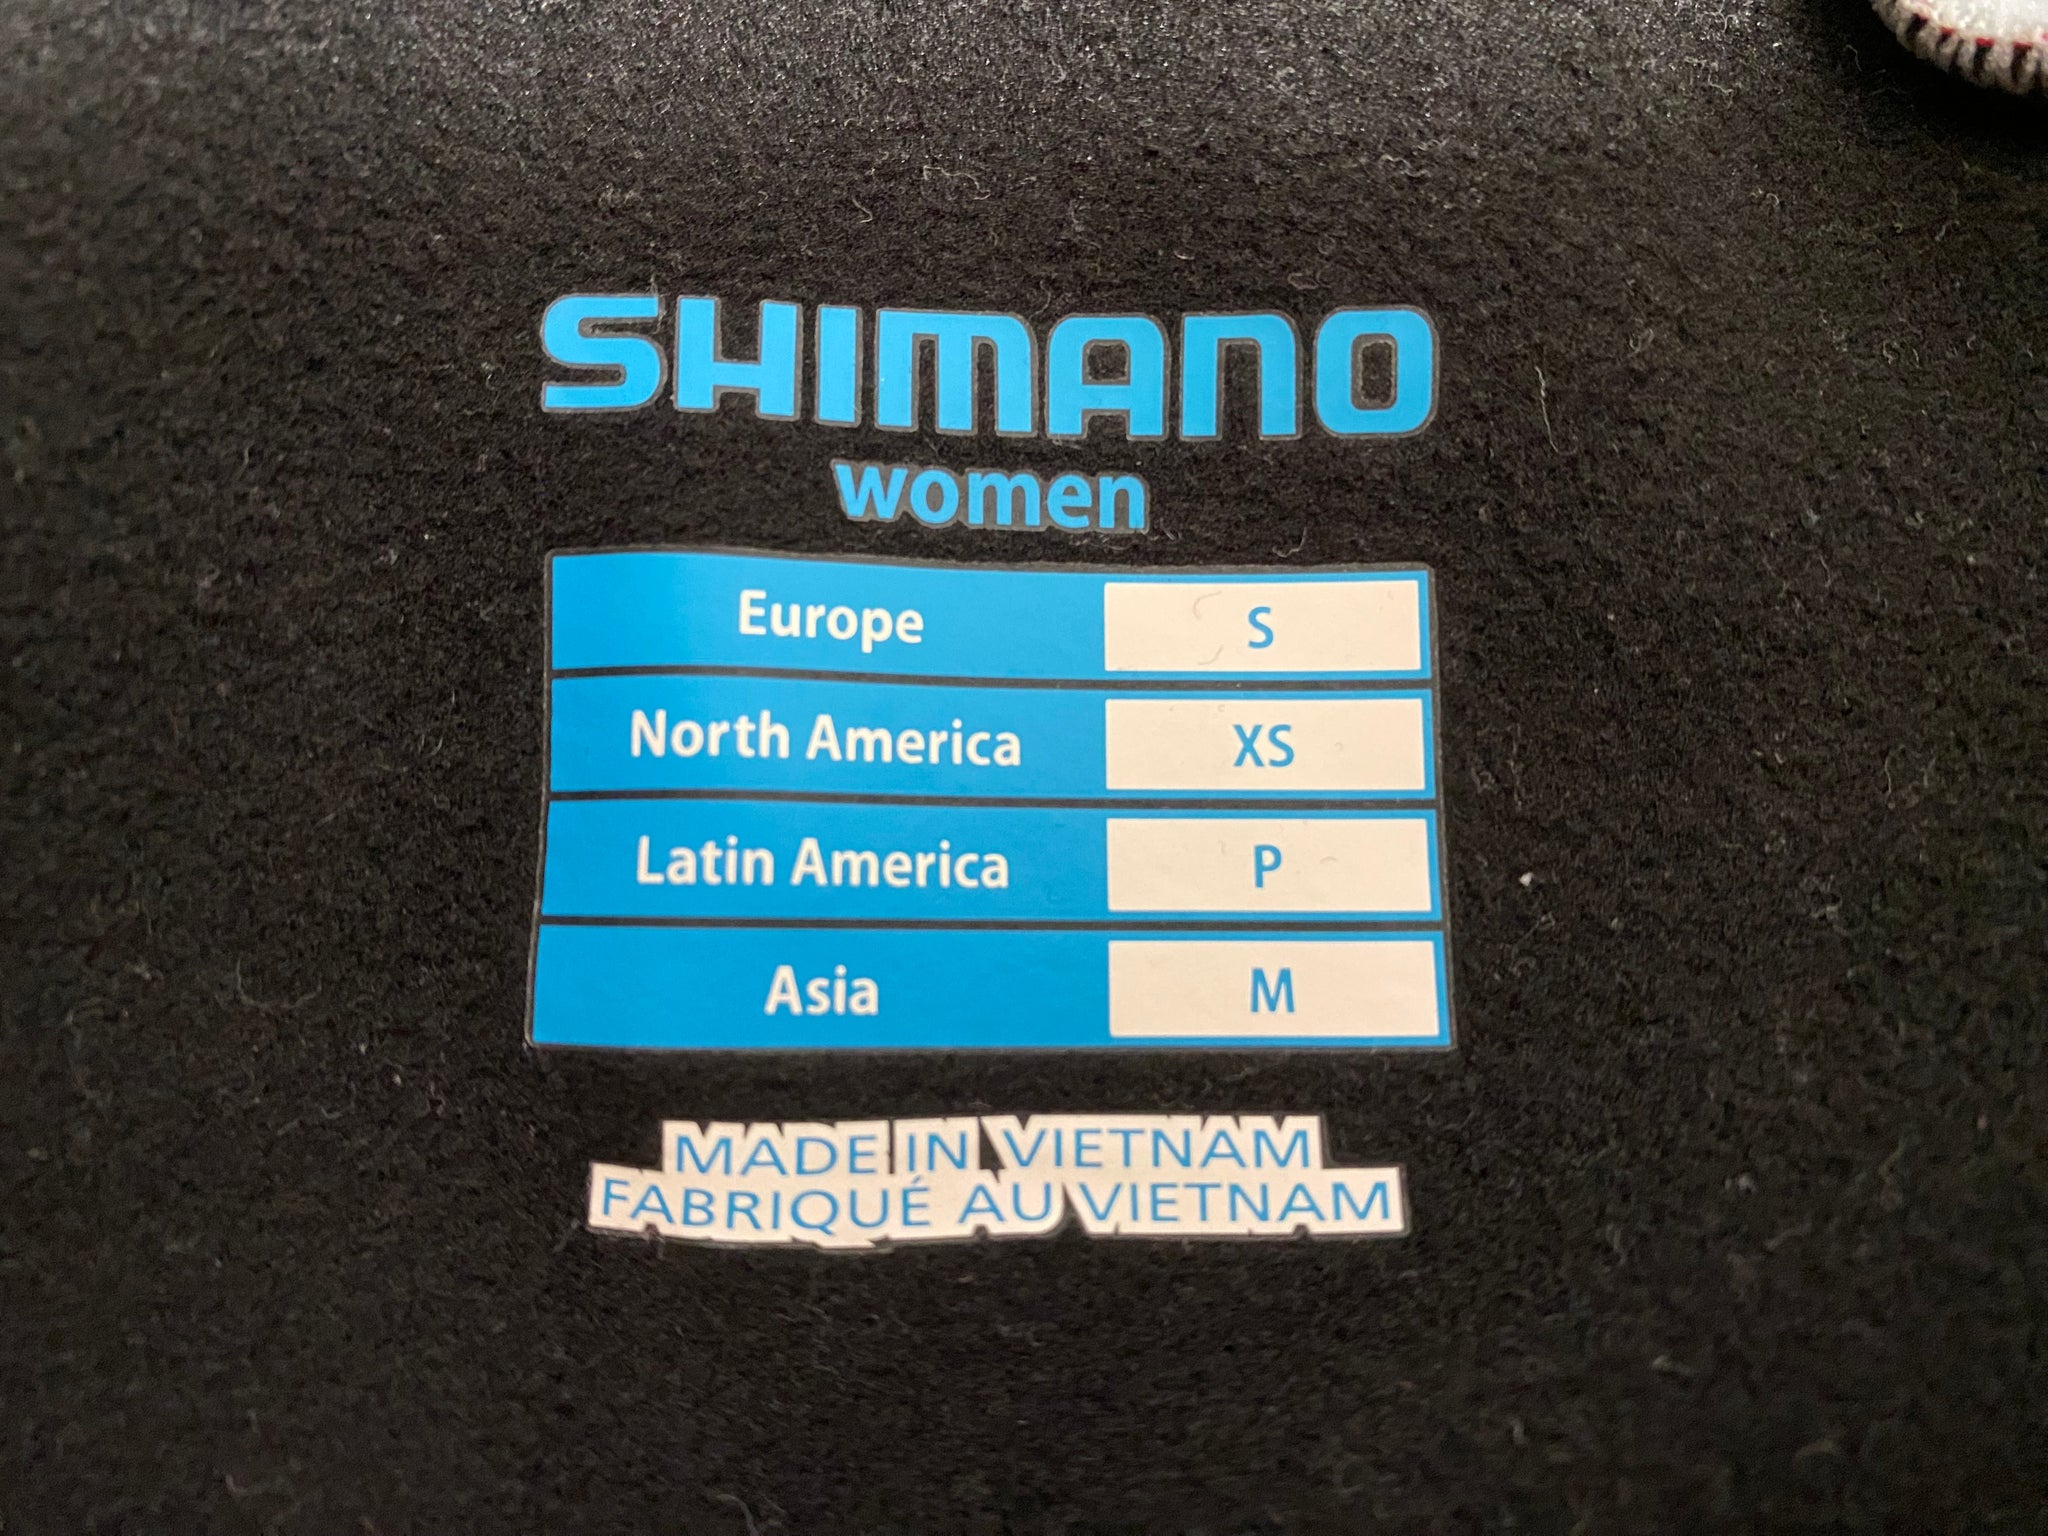 SHIMANO
women
Europe S
North America XS
Latin America P
Asia M
MADE IN VIETNAM
FABRIQUÉ AU VIETNAM